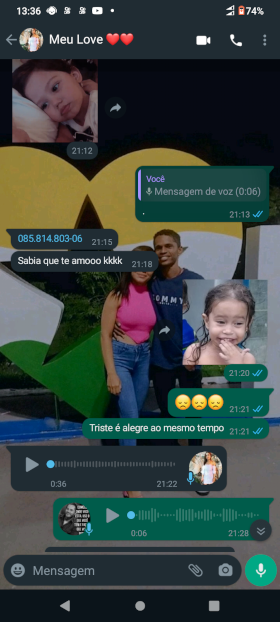 13:36
74%
Meu Love ❤️❤️
21:12
Você
Mensagem de voz (0:06)
.
21:13
085.814.803-06
21:15
Sabia que te amooo kkkk
21:18
TOMMY
21:20
😞😞😞
21:21
Triste é alegre ao mesmo tempo
21:21
0:36
21:22
0:06
21:28
Mensagem